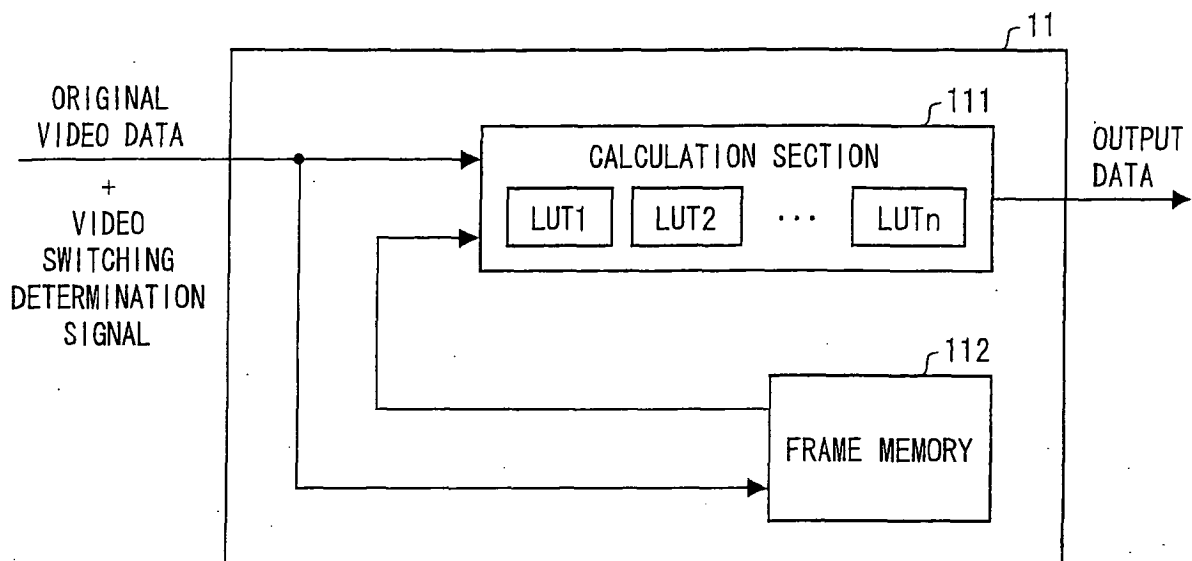 11
ORIGINAL
VIDEO DATA
+
VIDEO
SWITCHING
DETERMINATION
SIGNAL
111
CALCULATION SECTION
LUT1 LUT2 ... LUTn
OUTPUT
DATA
112
FRAME MEMORY